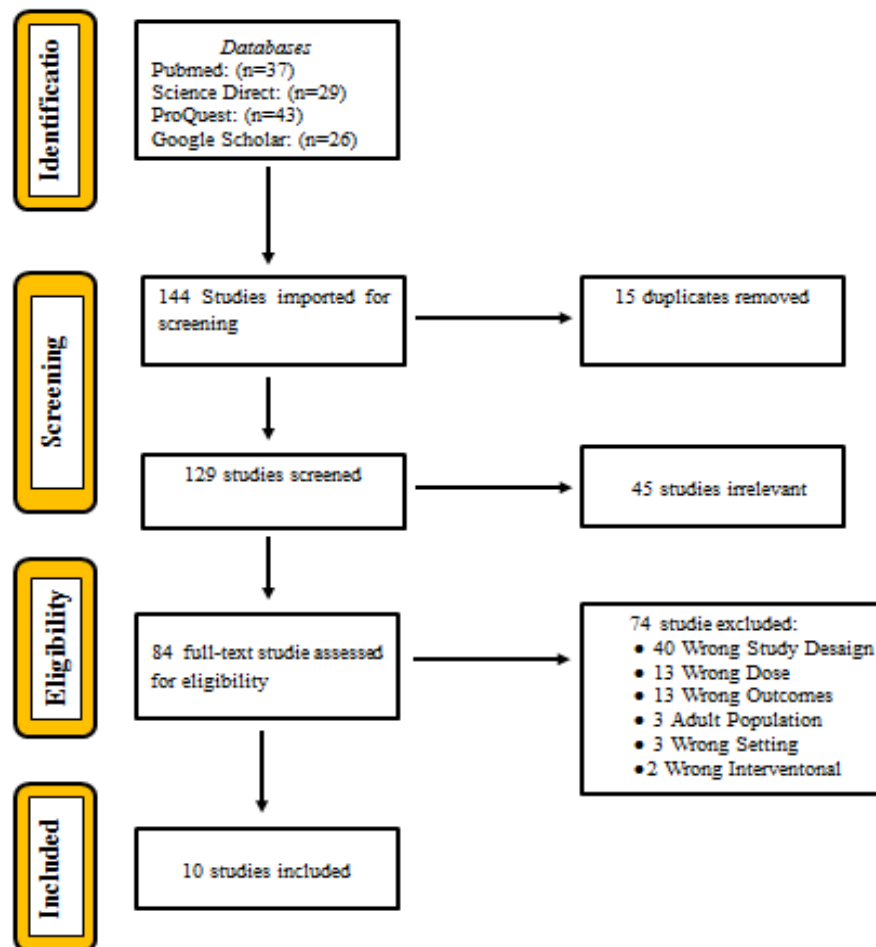 Identificatio
Databases
Pubmed: (n=37)
Science Direct: (n=29)
ProQuest: (n=43)
Google Scholar: (n=26)
Screening
144 Studies imported for
screening
15 duplicates removed
129 studies screened
45 studies irrelevant
Eligibility
84 full-text studie assessed
for eligibility
74 studie excluded:
• 40 Wrong Study Desaign
• 13 Wrong Dose
• 13 Wrong Outcomes
• 3 Adult Population
• 3 Wrong Setting
• 2 Wrong Interventonal
Included
10 studies included